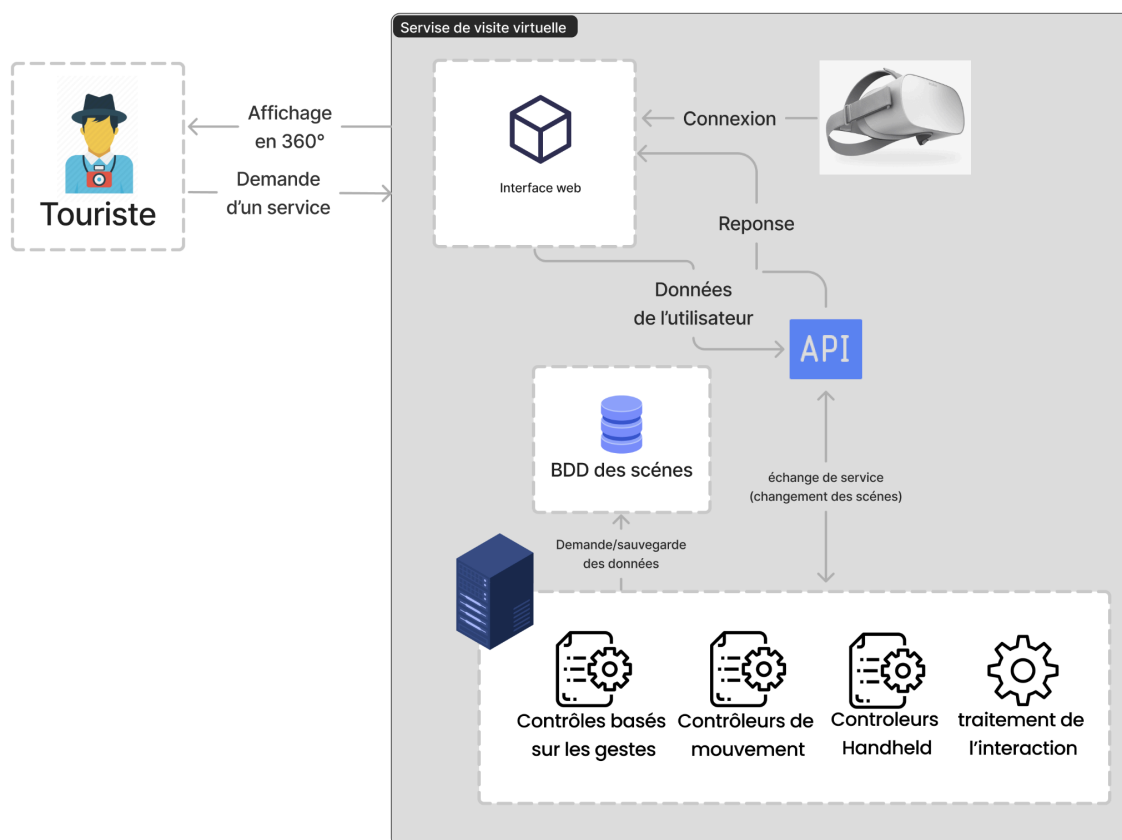 Servise de visite virtuelle
Affichage
en 360°
Demande
d'un service
Touriste
Interface web
Connexion
Reponse
Données
de l'utilisateur
API
BDD des scénes
échange de service
(changement des scénes)
Demande/sauvegarde
des données
Contrôles basés
sur les gestes
Contrôleurs de
mouvement
Controleurs
Handheld
traitement de
l'interaction